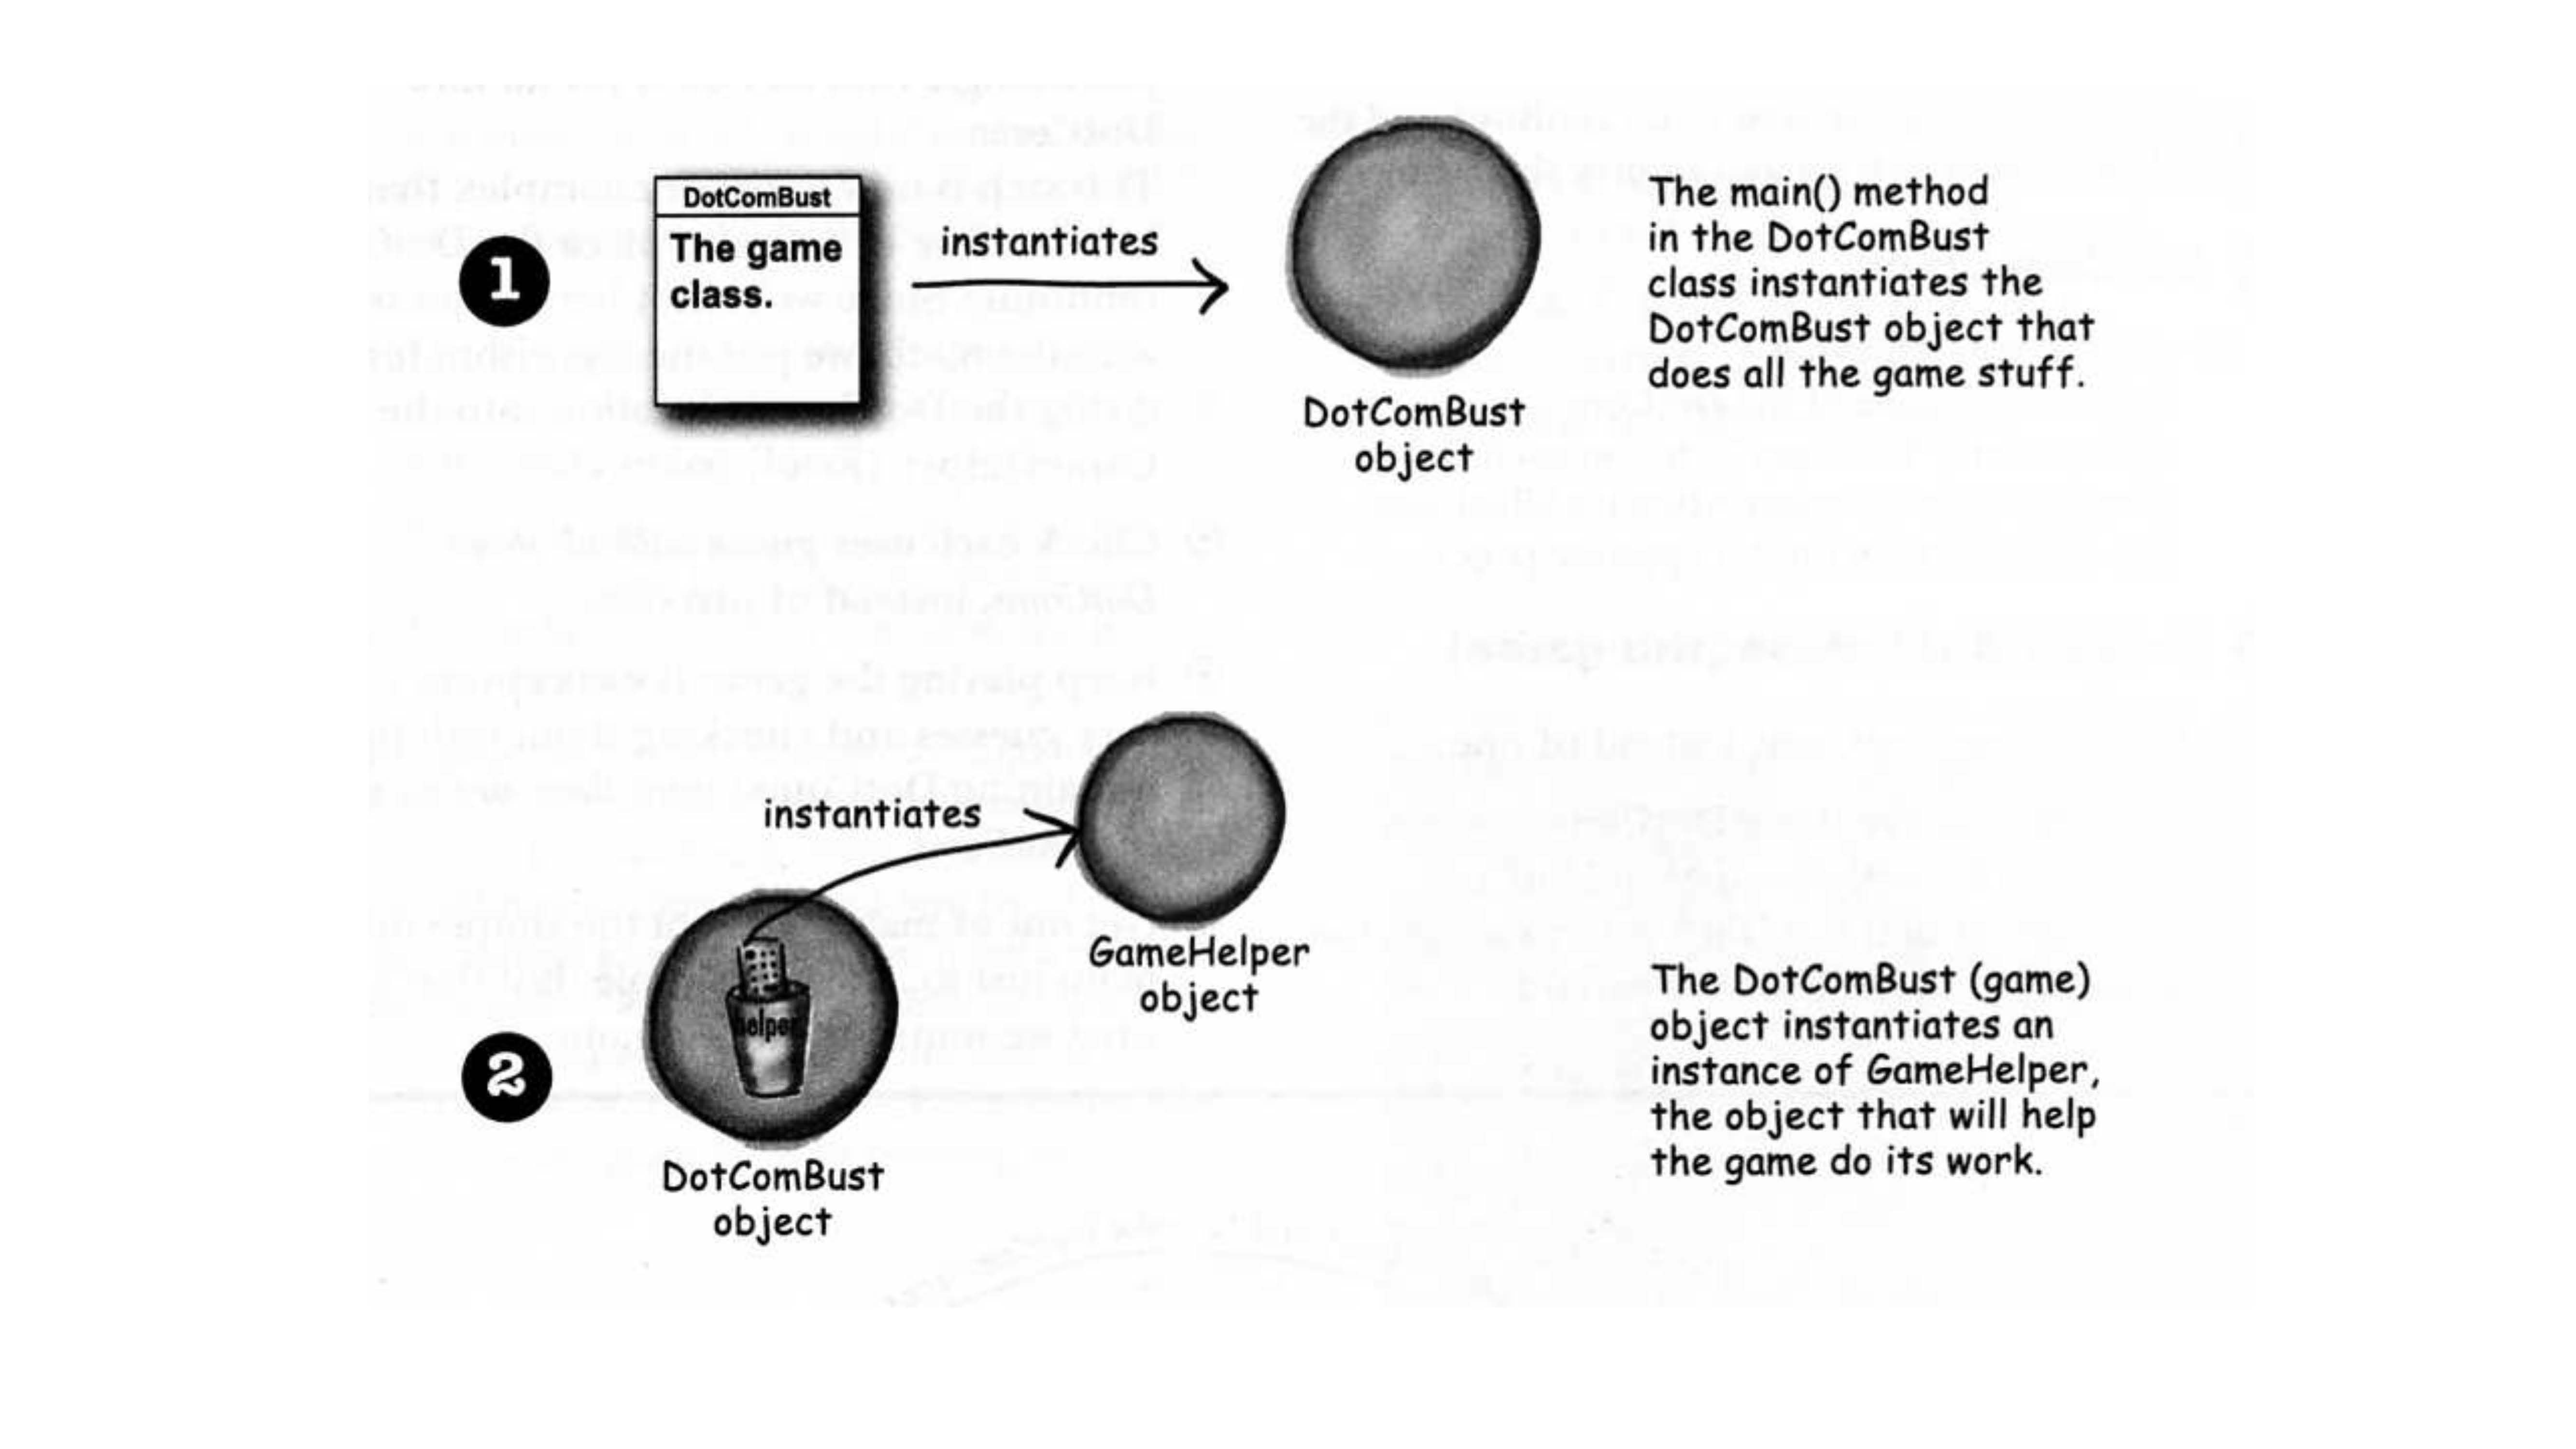 1
DotComBust
The game
class.
instantiates
DotComBust
object
The main() method
in the DotComBust
class instantiates the
DotComBust object that
does all the game stuff.
2
instantiates
GameHelper
object
helper
DotComBust
object
The DotComBust (game)
object instantiates an
instance of GameHelper,
the object that will help
the game do its work.